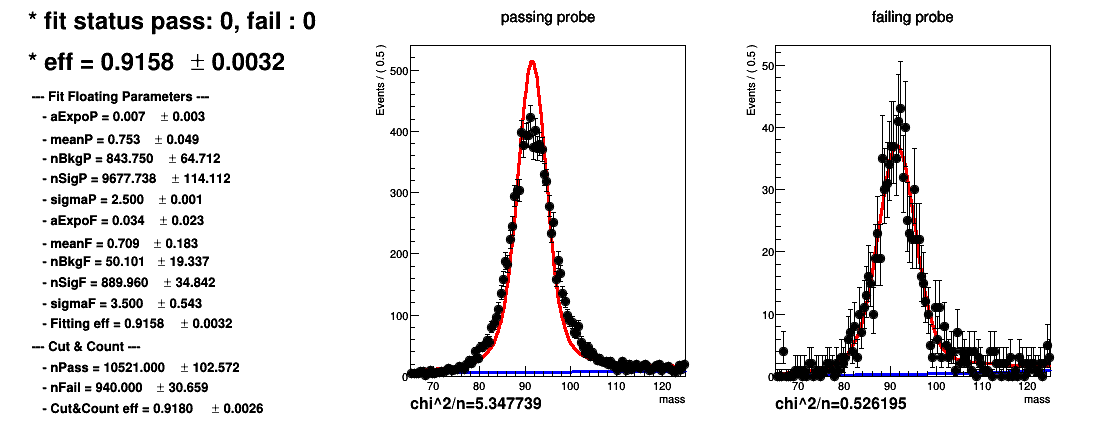 * fit status pass: 0, fail : 0
* eff = 0.9158 ± 0.0032
--- Fit Floating Parameters ---
- aExpoP = 0.007 ± 0.003
- meanP = 0.753 ± 0.049
- nBkgP = 843.750 ± 64.712
- nSigP = 9677.738 ± 114.112
- sigmaP = 2.500 ± 0.001
- aExpoF = 0.034 ± 0.023
- meanF = 0.709 ± 0.183
- nBkgF = 50.101 ± 19.337
- nSigF = 889.960 ± 34.842
- sigmaF = 3.500 ± 0.543
- Fitting eff = 0.9158 ± 0.0032
--- Cut & Count ---
- nPass = 10521.000 ± 102.572
- nFail = 940.000 ± 30.659
- Cut&Count eff = 0.9180 ± 0.0026
passing probe
Events / ( 0.5 )
500
400
300
200
100
0
70 80 90 100 110 120
mass
chi^2/n=5.347739
failing probe
Events / ( 0.5 )
50
40
30
20
10
0
70 80 90 100 110 120
mass
chi^2/n=0.526195